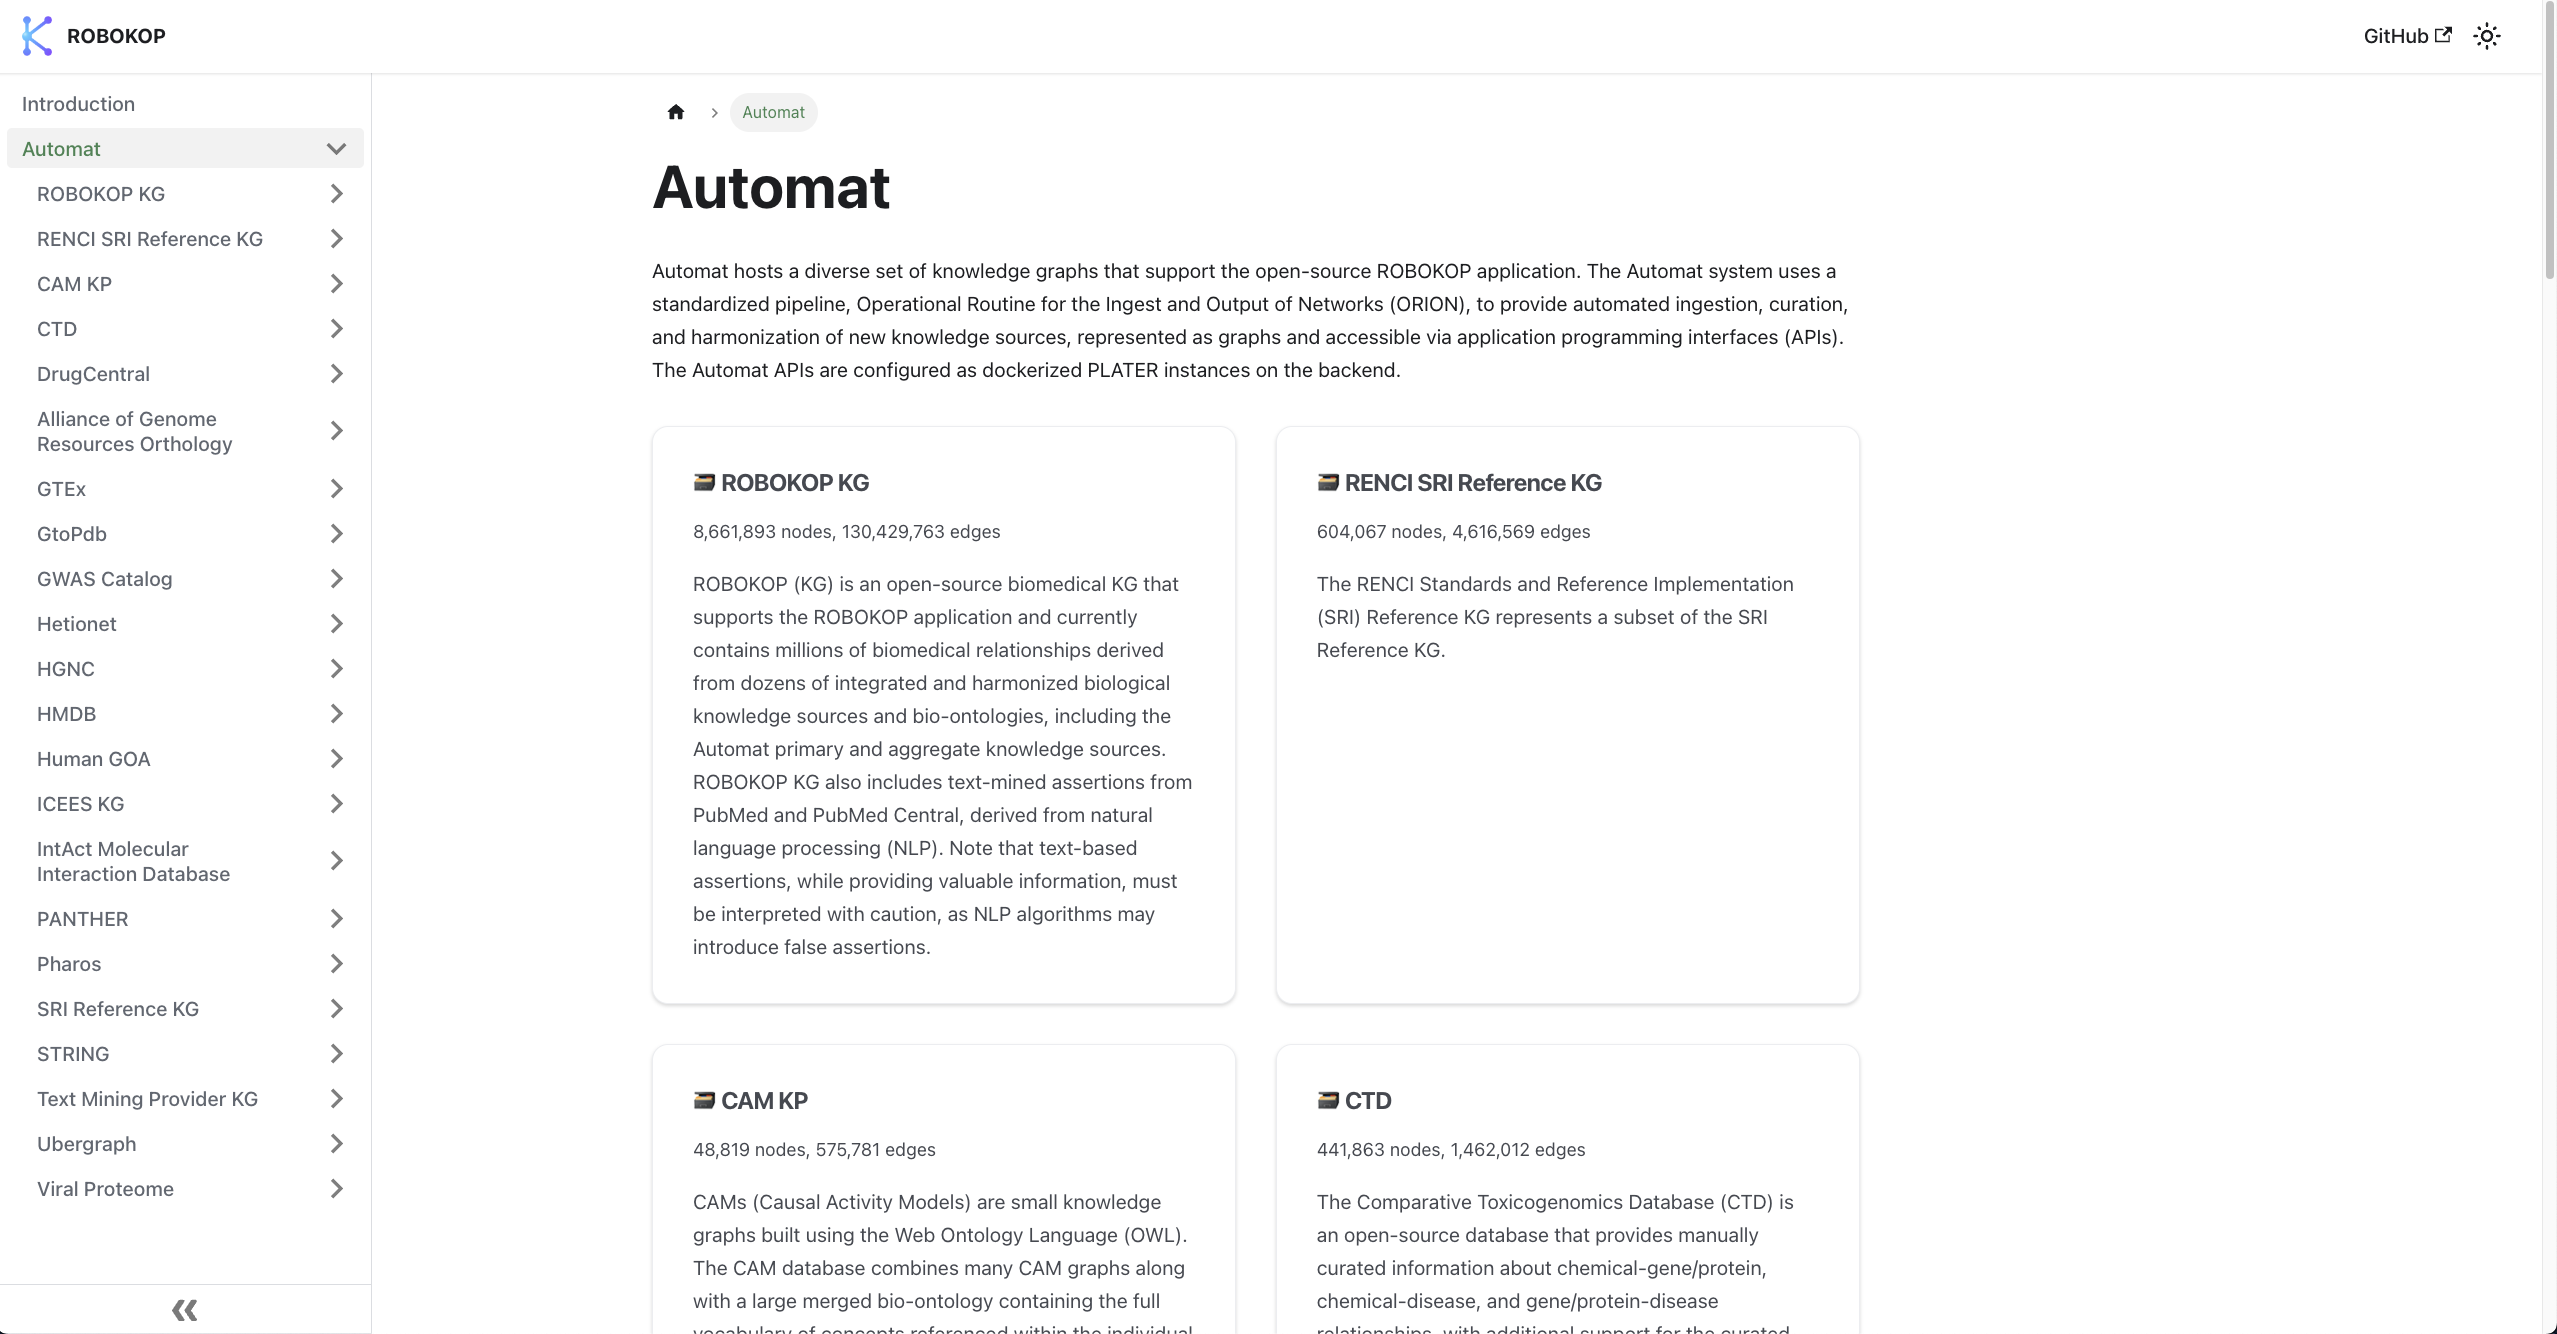 ROBOKOP
GitHub
Introduction
Automat
ROBOKOP KG
RENCI SRI Reference KG
CAM KP
CTD
DrugCentral
Alliance of Genome
Resources Orthology
GTEx
GtoPdb
GWAS Catalog
Hetionet
HGNC
HMDB
Human GOA
ICEES KG
IntAct Molecular
Interaction Database
PANTHER
Pharos
SRI Reference KG
STRING
Text Mining Provider KG
Ubergraph
Viral Proteome
Automat
Automat
Automat hosts a diverse set of knowledge graphs that support the open-source ROBOKOP application. The Automat system uses a
standardized pipeline, Operational Routine for the Ingest and Output of Networks (ORION), to provide automated ingestion, curation,
and harmonization of new knowledge sources, represented as graphs and accessible via application programming interfaces (APIs).
The Automat APIs are configured as dockerized PLATER instances on the backend.
ROBOKOP KG
8,661,893 nodes, 130,429,763 edges
ROBOKOP (KG) is an open-source biomedical KG that
supports the ROBOKOP application and currently
contains millions of biomedical relationships derived
from dozens of integrated and harmonized biological
knowledge sources and bio-ontologies, including the
Automat primary and aggregate knowledge sources.
ROBOKOP KG also includes text-mined assertions from
PubMed and PubMed Central, derived from natural
language processing (NLP). Note that text-based
assertions, while providing valuable information, must
be interpreted with caution, as NLP algorithms may
introduce false assertions.
RENCI SRI Reference KG
604,067 nodes, 4,616,569 edges
The RENCI Standards and Reference Implementation
(SRI) Reference KG represents a subset of the SRI
Reference KG.
CAM KP
48,819 nodes, 575,781 edges
CAMs (Causal Activity Models) are small knowledge
graphs built using the Web Ontology Language (OWL).
The CAM database combines many CAM graphs along
with a large merged bio-ontology containing the full
vocabulary of concepts referenced within the individual
CTD
441,863 nodes, 1,462,012 edges
The Comparative Toxicogenomics Database (CTD) is
an open-source database that provides manually
curated information about chemical-gene/protein,
chemical-disease, and gene/protein-disease
relationships, with additional support for the curated